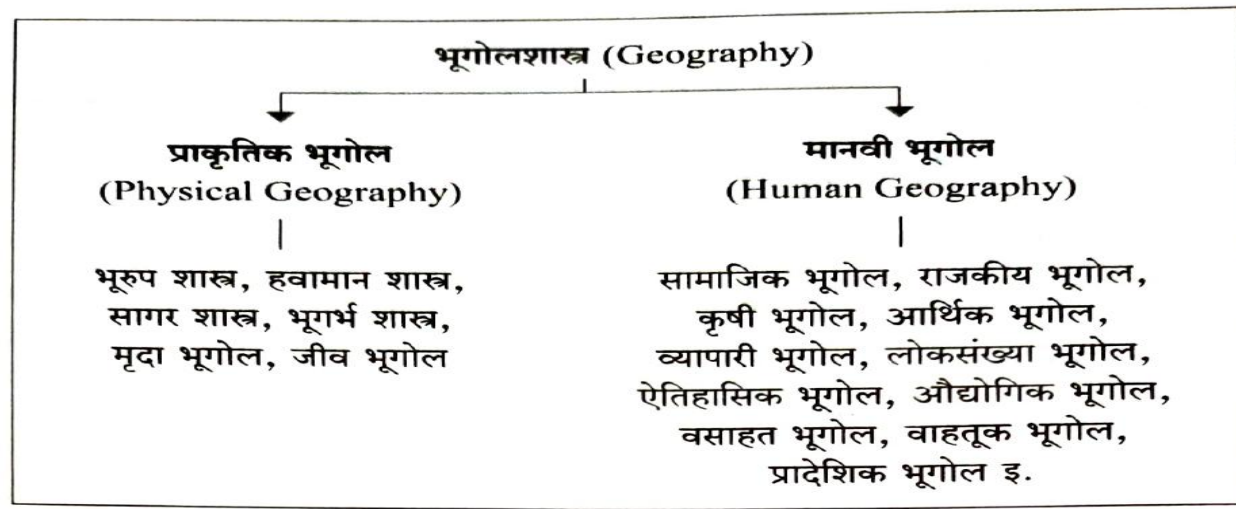 भूगोलशास्त्र (Geography)
प्राकृतिक भूगोल
(Physical Geography)
भूरुप शास्त्र, हवामान शास्त्र,
सागर शास्त्र, भूगर्भ शास्त्र,
मृदा भूगोल, जीव भूगोल
मानवी भूगोल
(Human Geography)
सामाजिक भूगोल, राजकीय भूगोल,
कृषी भूगोल, आर्थिक भूगोल,
व्यापारी भूगोल, लोकसंख्या भूगोल,
ऐतिहासिक भूगोल, औद्योगिक भूगोल,
वसाहत भूगोल, वाहतूक भूगोल,
प्रादेशिक भूगोल इ.